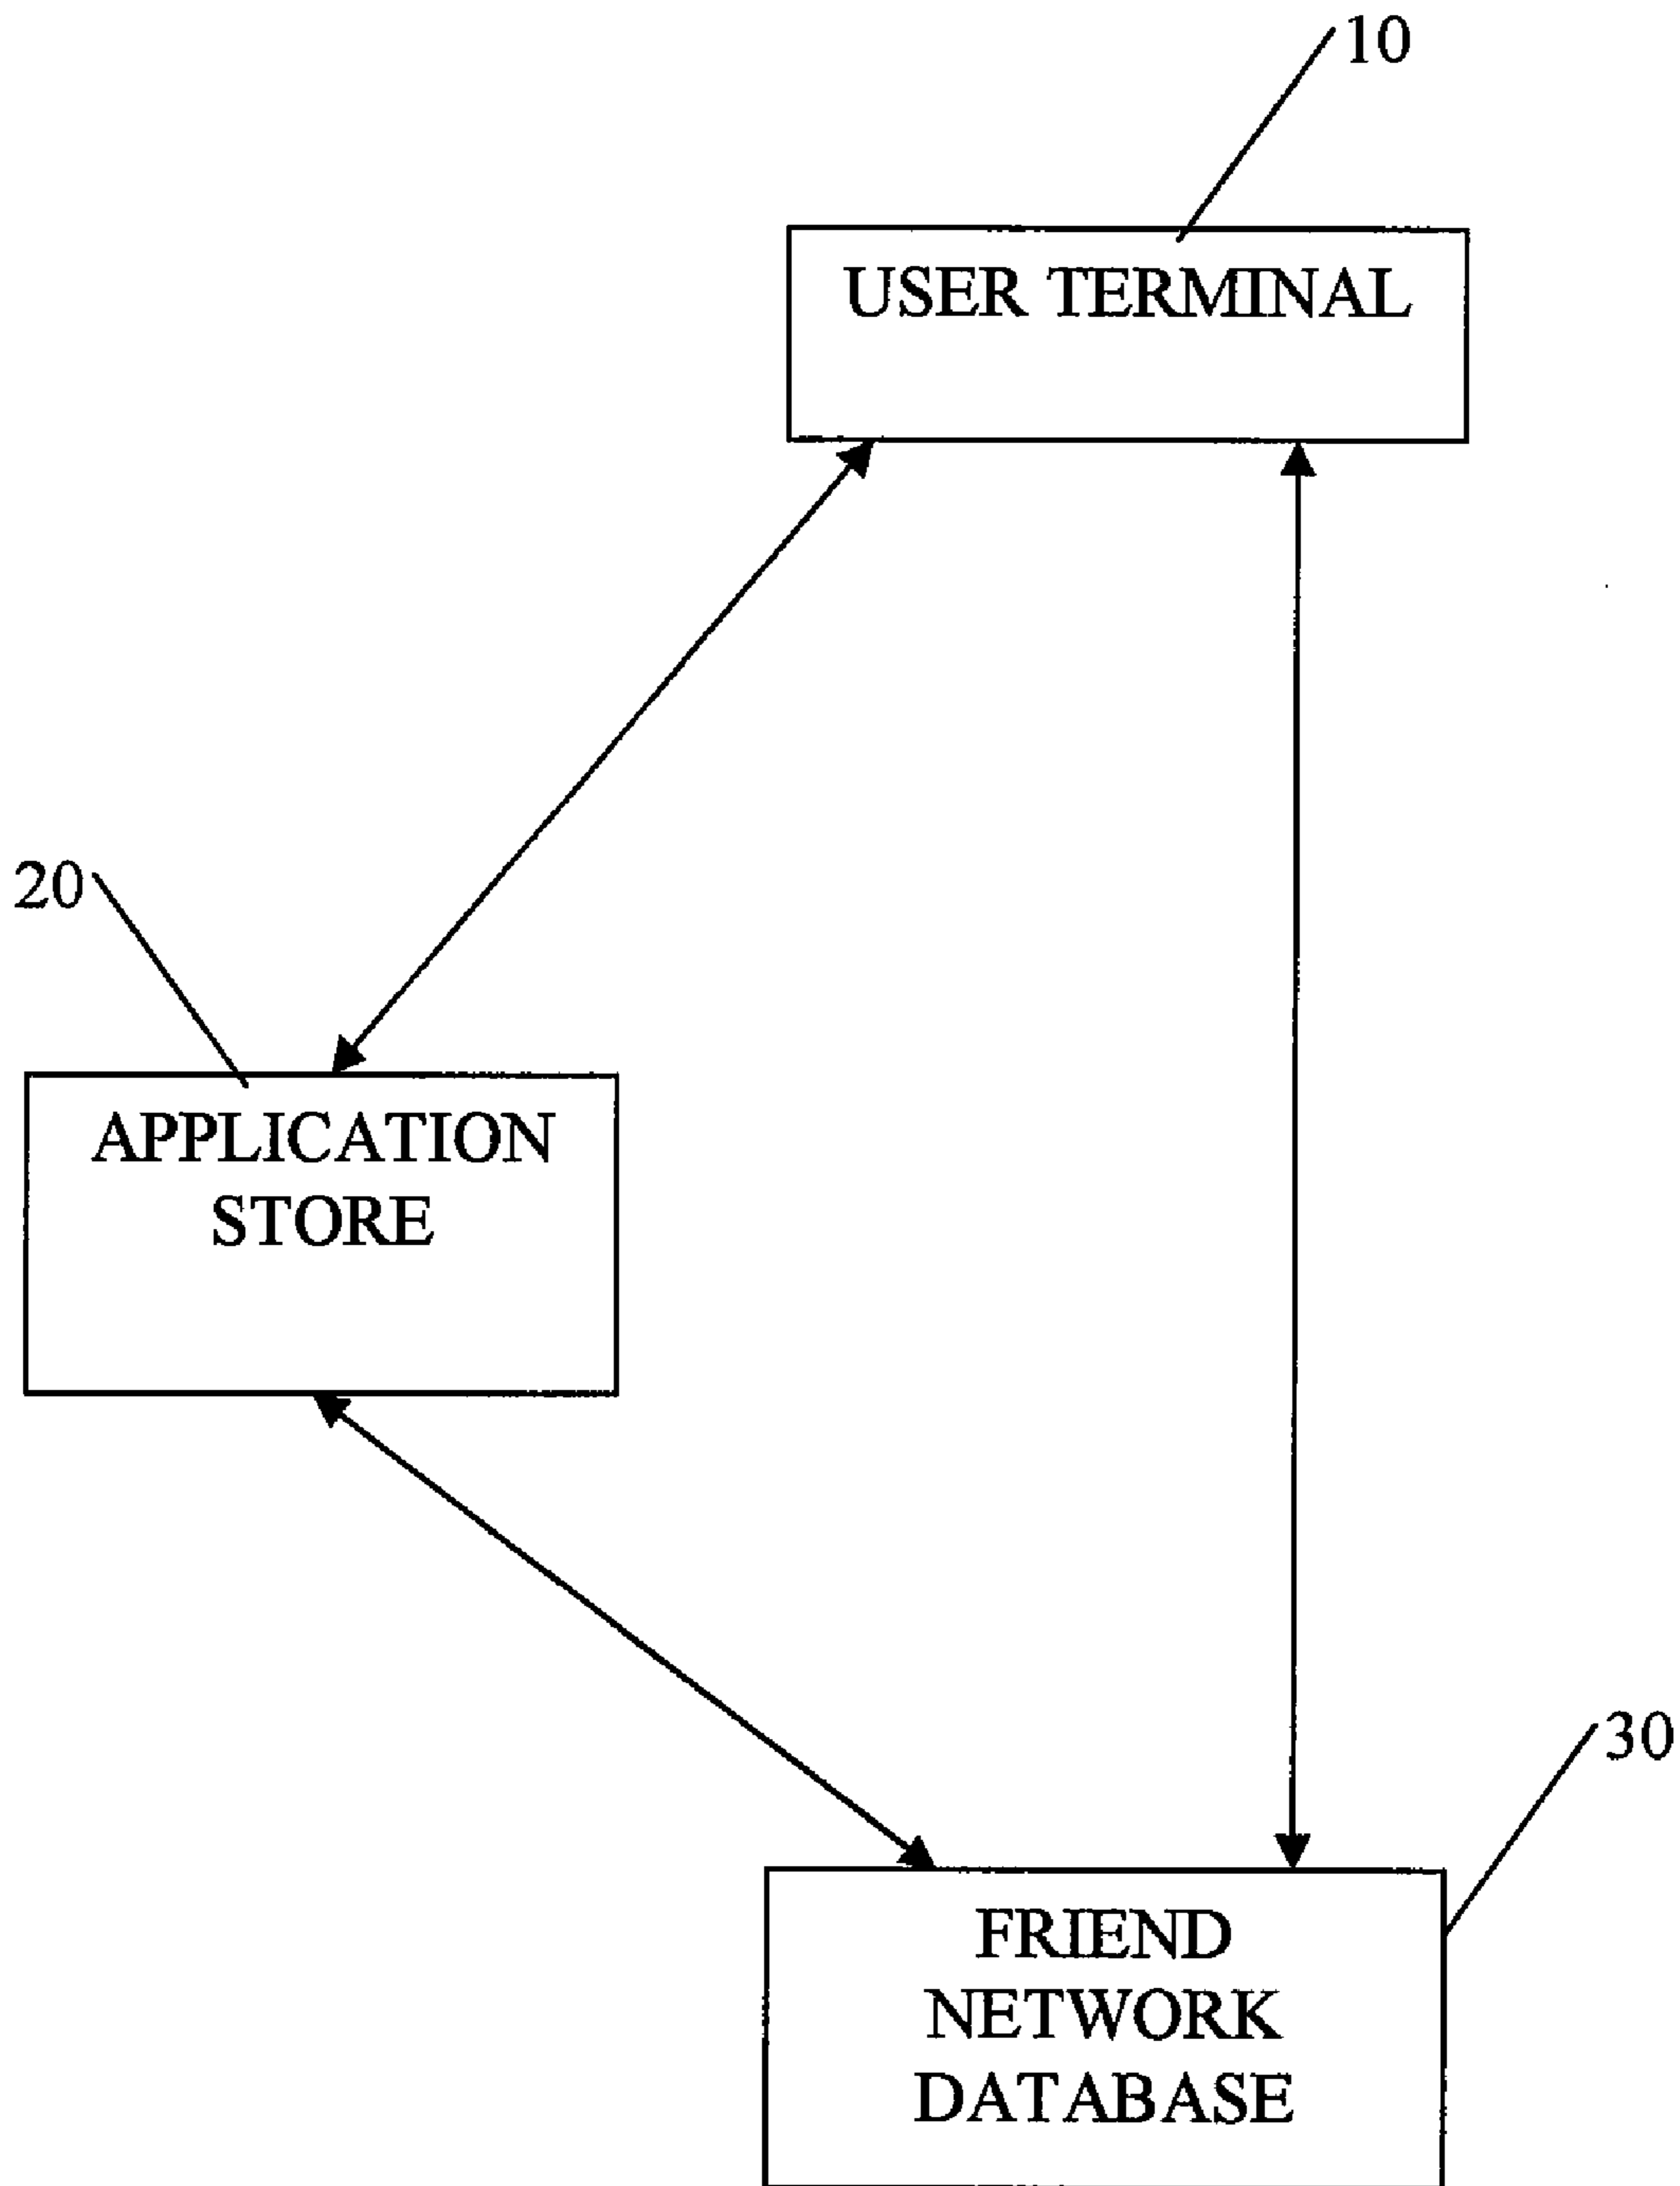 10
USER TERMINAL
20
APPLICATION
STORE
30
FRIEND
NETWORK
DATABASE